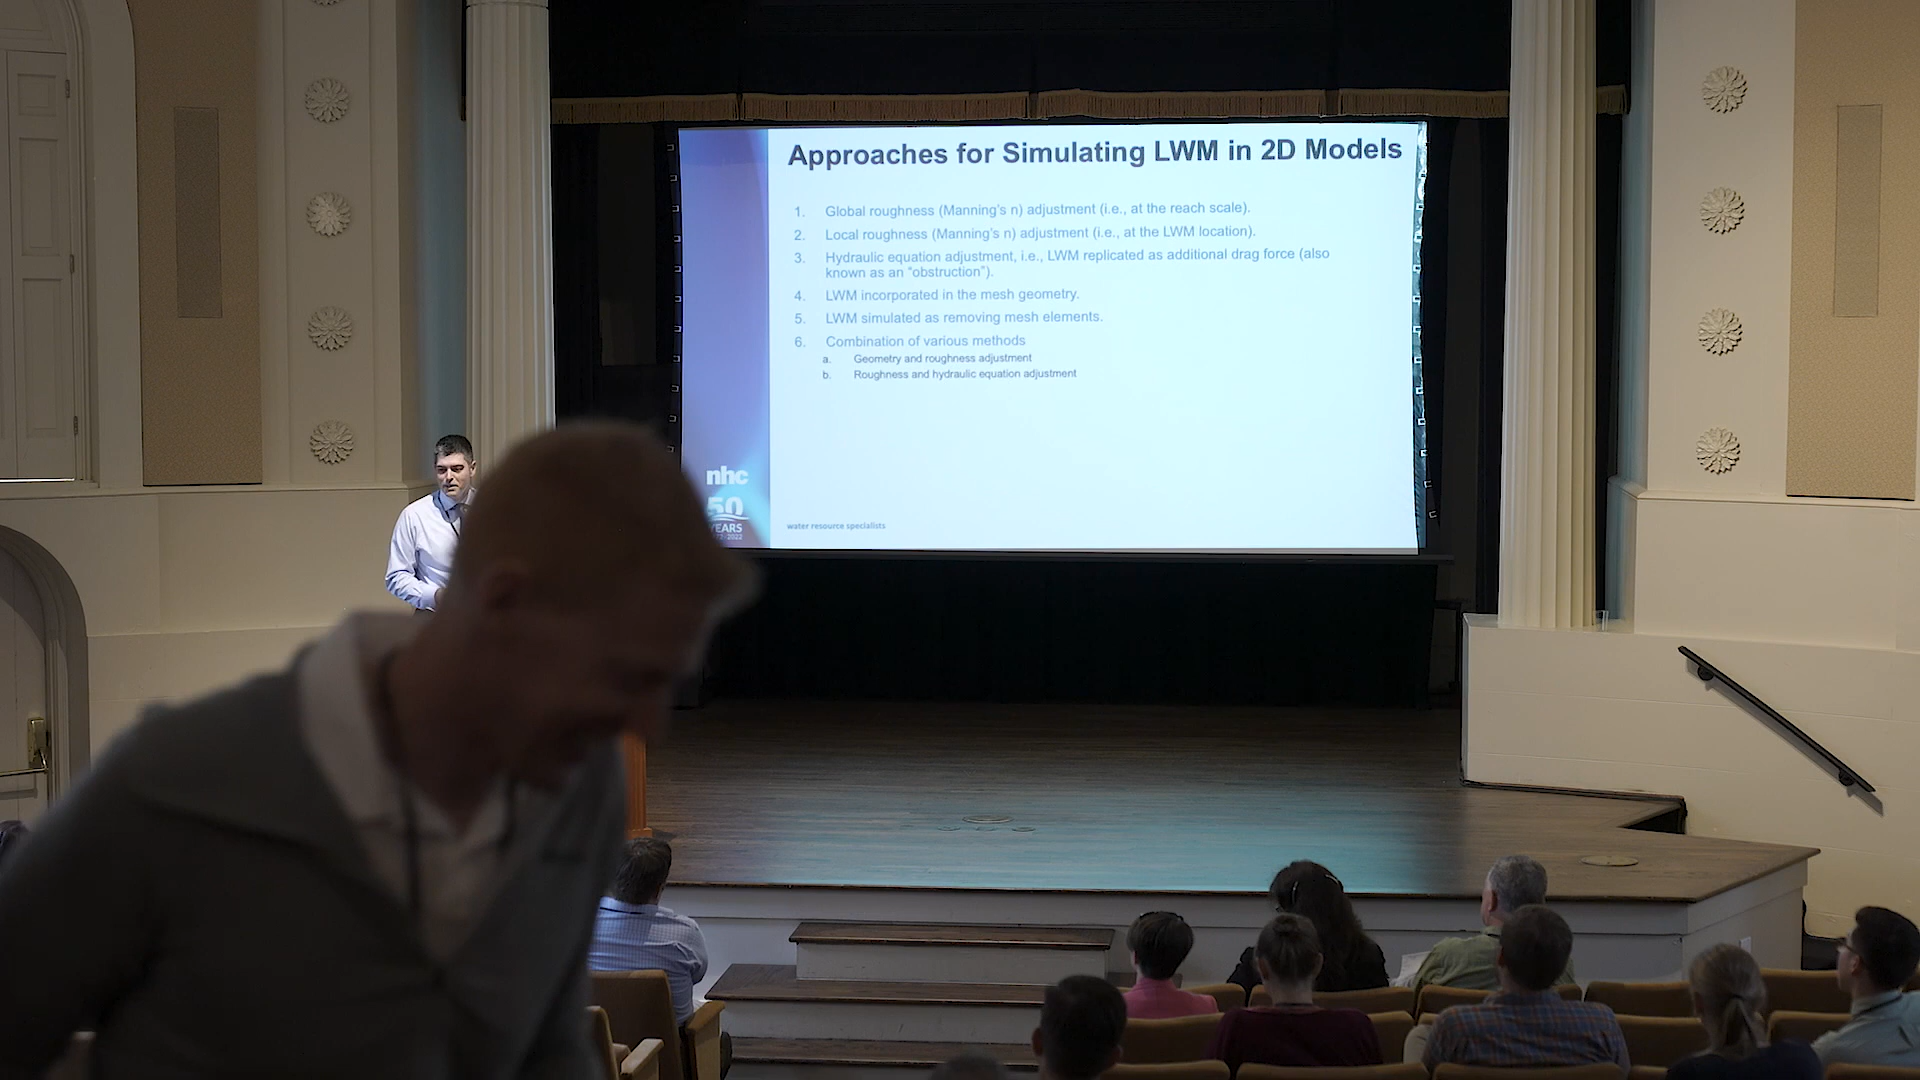 Approaches for Simulating LWM in 2D Models
1. Global roughness (Manning's n) adjustment (i.e., at the reach scale).
2. Local roughness (Manning's n) adjustment (i.e., at the LWM location).
3. Hydraulic equation adjustment, i.e., LWM replicated as additional drag force (also
known as an "obstruction").
4. LWM incorporated in the mesh geometry.
5. LWM simulated as removing mesh elements.
6. Combination of various methods
a. Geometry and roughness adjustment
b. Roughness and hydraulic equation adjustment
nhc
50
YEARS
water resource specialists